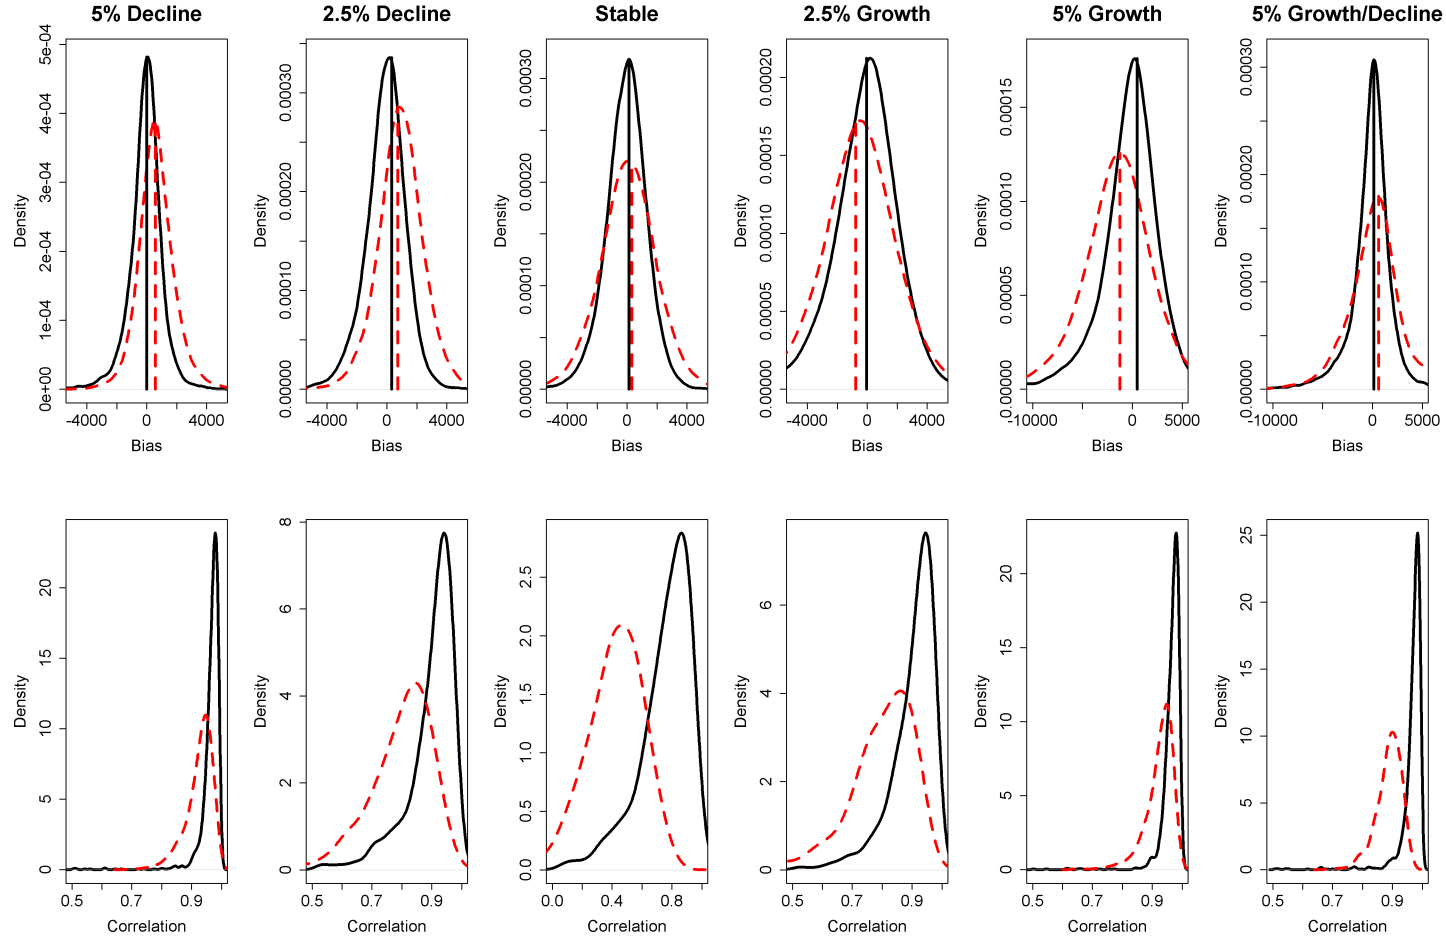 5% Decline
2.5% Decline
Stable
2.5% Growth
5% Growth
5% Growth/Decline
Density
0e+00 1e-04 2e-04 3e-04 4e-04 5e-04
-4000 0 4000
Bias
Density
0.00000 0.00010 0.00020 0.00030
-4000 0 4000
Bias
Density
0.00000 0.00010 0.00020 0.00030
-4000 0 4000
Bias
Density
0.00000 0.00005 0.00010 0.00015 0.00020
-4000 0 4000
Bias
Density
0.00000 0.00005 0.00010 0.00015
-10000 0 5000
Bias
Density
0.00000 0.00010 0.00020 0.00030
-10000 0 5000
Bias
Density
0 5 10 15 20
0.5 0.7 0.9
Correlation
Density
0 2 4 6 8
0.5 0.7 0.9
Correlation
Density
0.0 0.5 1.0 1.5 2.0 2.5
0.0 0.4 0.8
Correlation
Density
0 2 4 6
0.5 0.7 0.9
Correlation
Density
0 5 10 15 20
0.5 0.7 0.9
Correlation
Density
0 5 10 15 20 25
0.5 0.7 0.9
Correlation